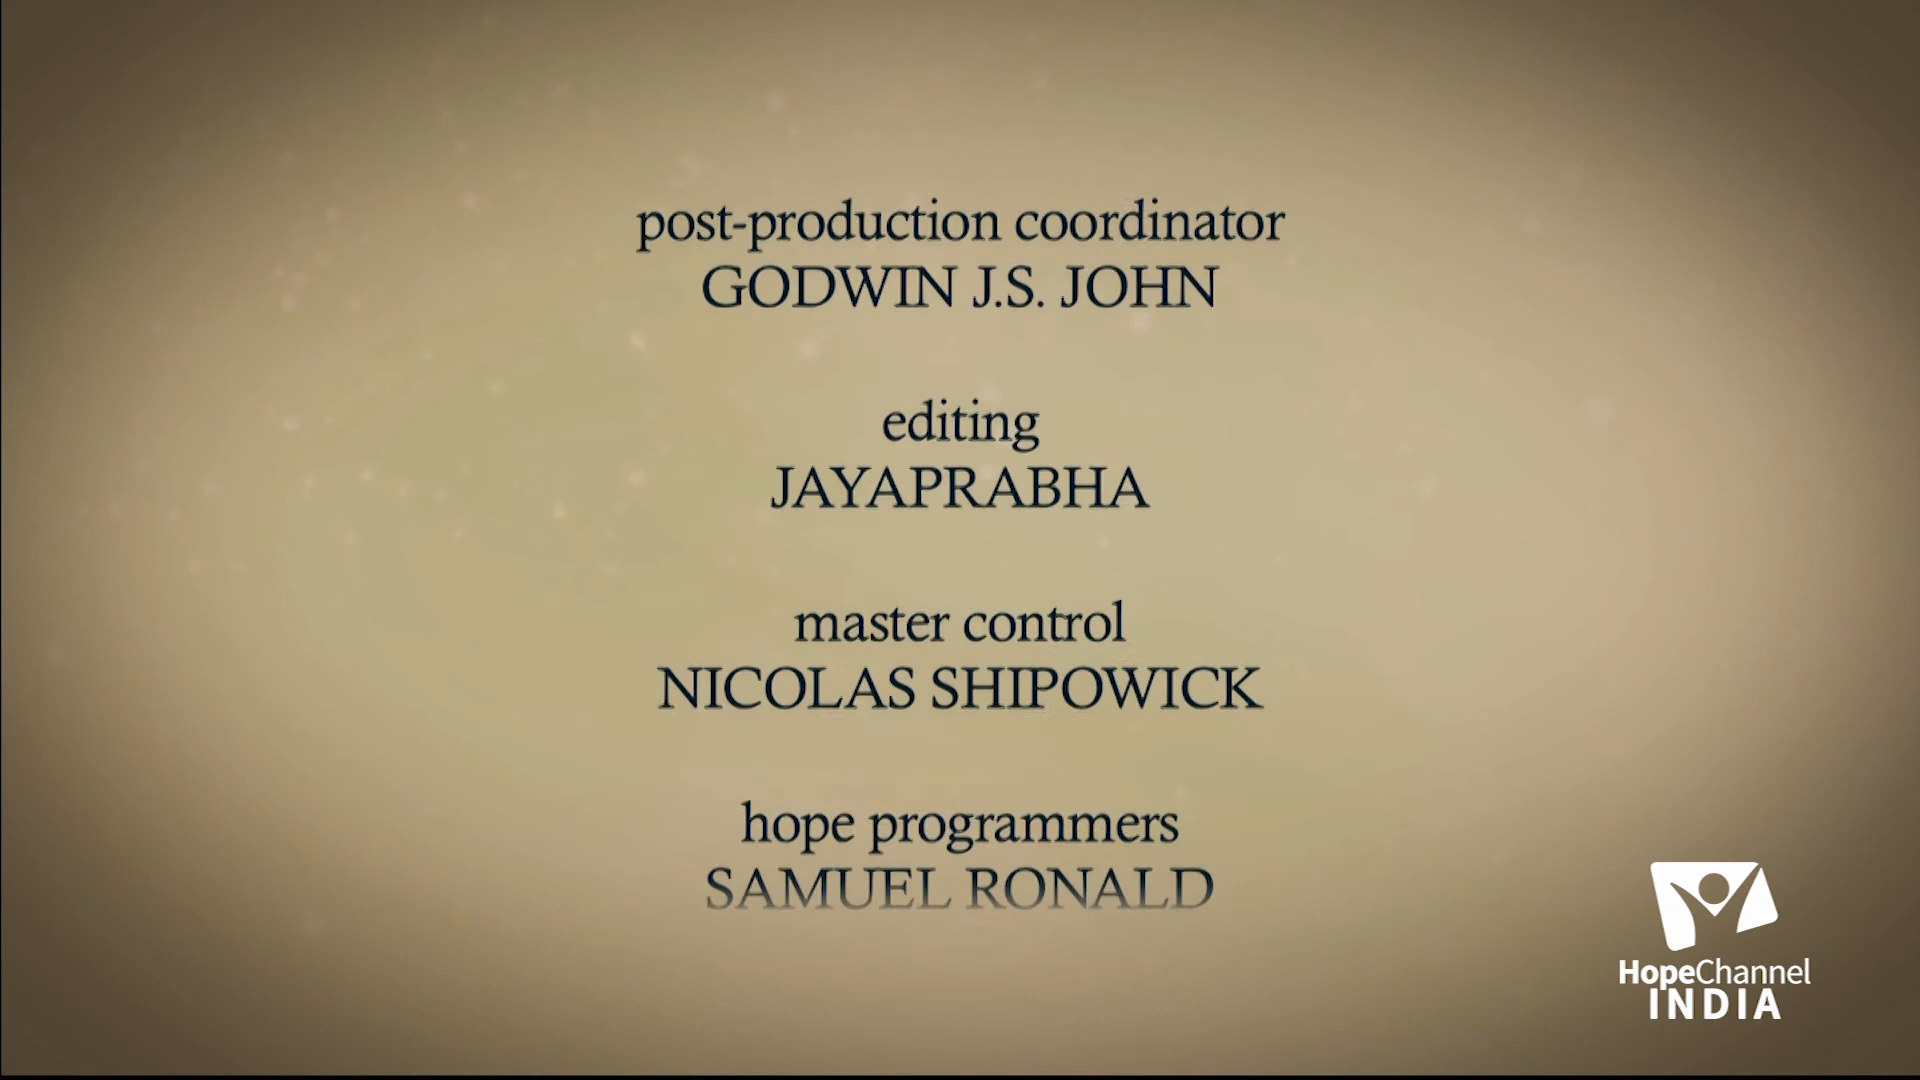 post-production coordinator
GODWIN J.S. JOHN
editing
JAYAPRABHA
master control
NICOLAS SHIPOWICK
hope programmers
SAMUEL RONALD
HopeChannel
INDIA